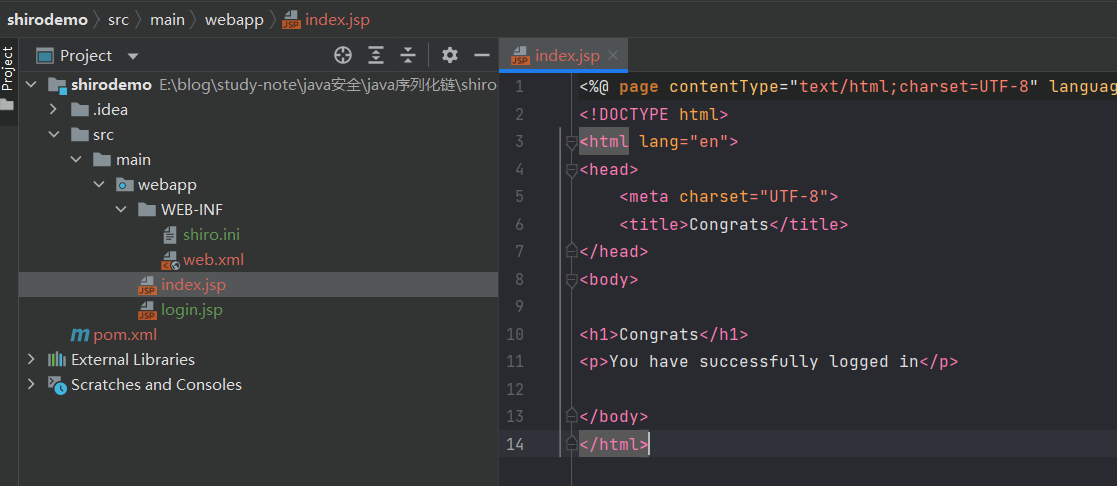 shirodemo src main webapp index.jsp
Project
Project
index.jsp
shirodemo E:\blog\study-note\java安全\java序列化链\shiro
.idea
src
main
webapp
WEB-INF
shiro.ini
web.xml
index.jsp
login.jsp
pom.xml
External Libraries
Scratches and Consoles
1 <%@ page contentType="text/html;charset=UTF-8" languag
2 <!DOCTYPE html>
3 <html lang="en">
4 <head>
5 <meta charset="UTF-8">
6 <title>Congrats</title>
7 </head>
8 <body>
9
10 <h1>Congrats</h1>
11 <p>You have successfully logged in</p>
12
13 </body>
14 </html>